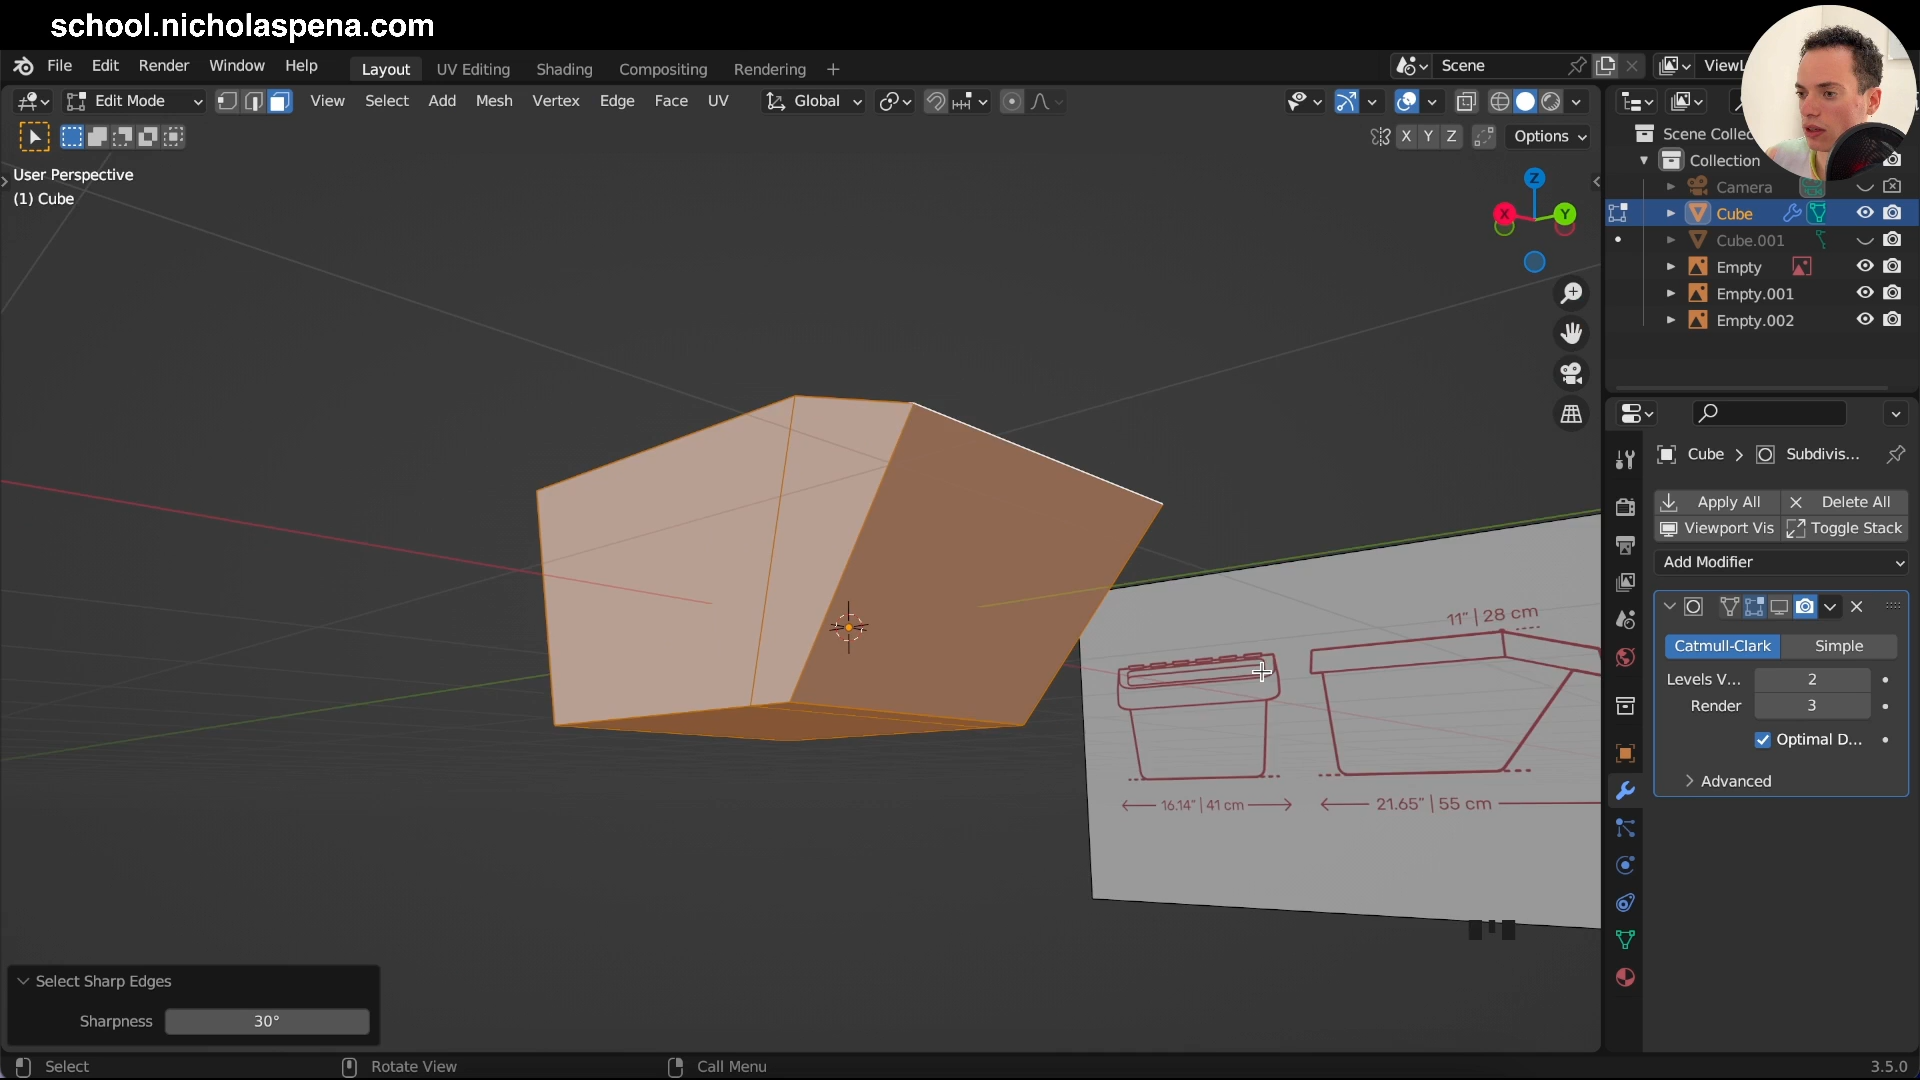 school.nicholaspena.com
File Edit Render Window Help Layout UV Editing Shading Compositing Rendering Scene ViewL
Edit Mode View Select Add Mesh Vertex Edge Face UV Global
X Y Z Options
User Perspective
(1) Cube
Z
X Y
Scene Collec
Collection
Camera
Cube
Cube.001
Empty
Empty.001
Empty.002
Cube > Subdivis...
Apply All Delete All
Viewport Vis Toggle Stack
Add Modifier
Catmull-Clark Simple
Levels V... 2
Render 3
Optimal D...
Advanced
11" | 28 cm
16.14" | 41 cm 21.65" | 55 cm
Select Sharp Edges
Sharpness 30°
Select Rotate View Call Menu 3.5.0